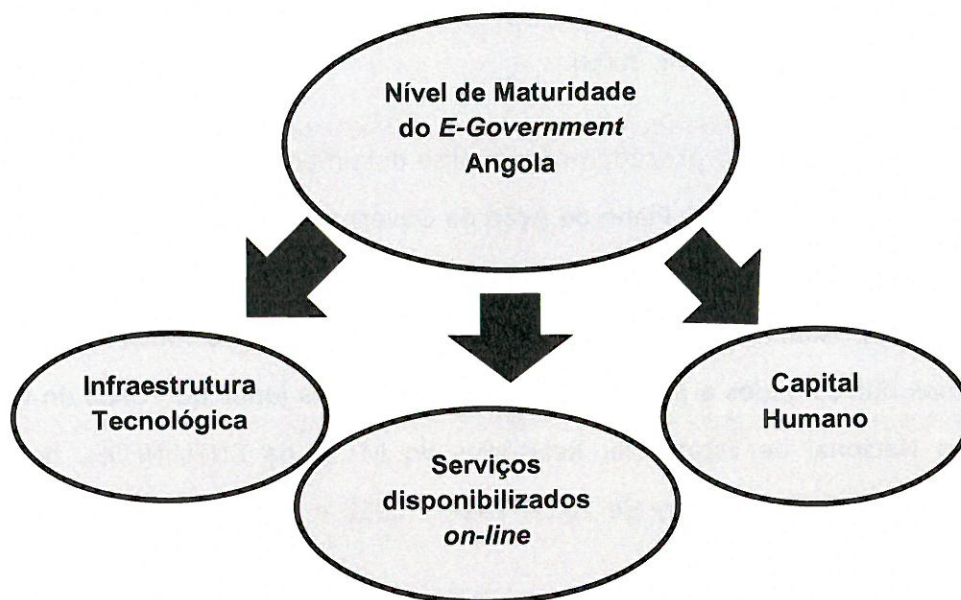 Nível de Maturidade
do E-Government
Angola
Infraestrutura
Tecnológica
Serviços
disponibilizados
on-line
Capital
Humano